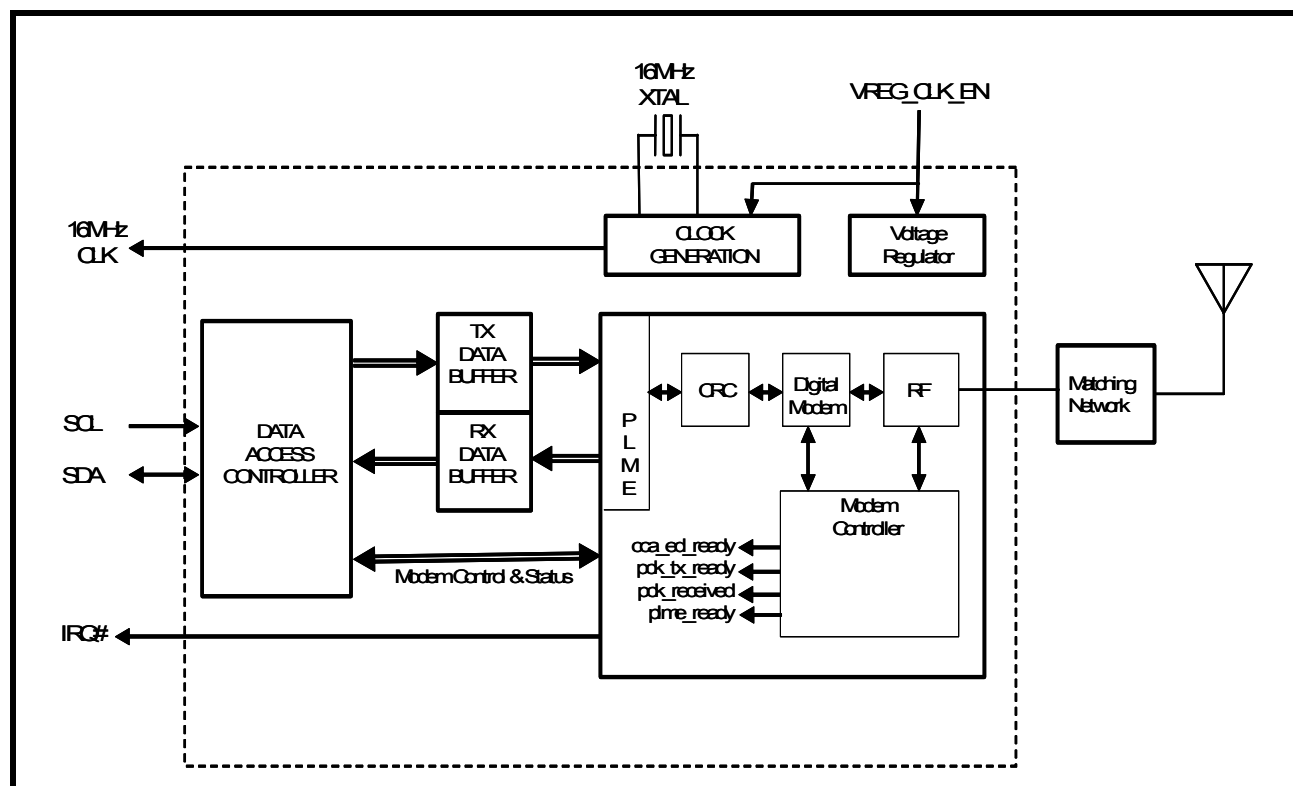 16MHz
XTAL
VREG_CLK_EN
16MHz
CLK
CLOCK
GENERATION
Voltage
Regulator
TX
DATA
BUFFER
RX
DATA
BUFFER
DATA
ACCESS
CONTROLLER
SCL
SDA
P
L
M
E
CRC
Digital
Modem
RF
Matching
Network
Modem
Controller
cca_ed_ready
pck_tx_ready
pck_received
plme_ready
Modem Control & Status
IRQ#